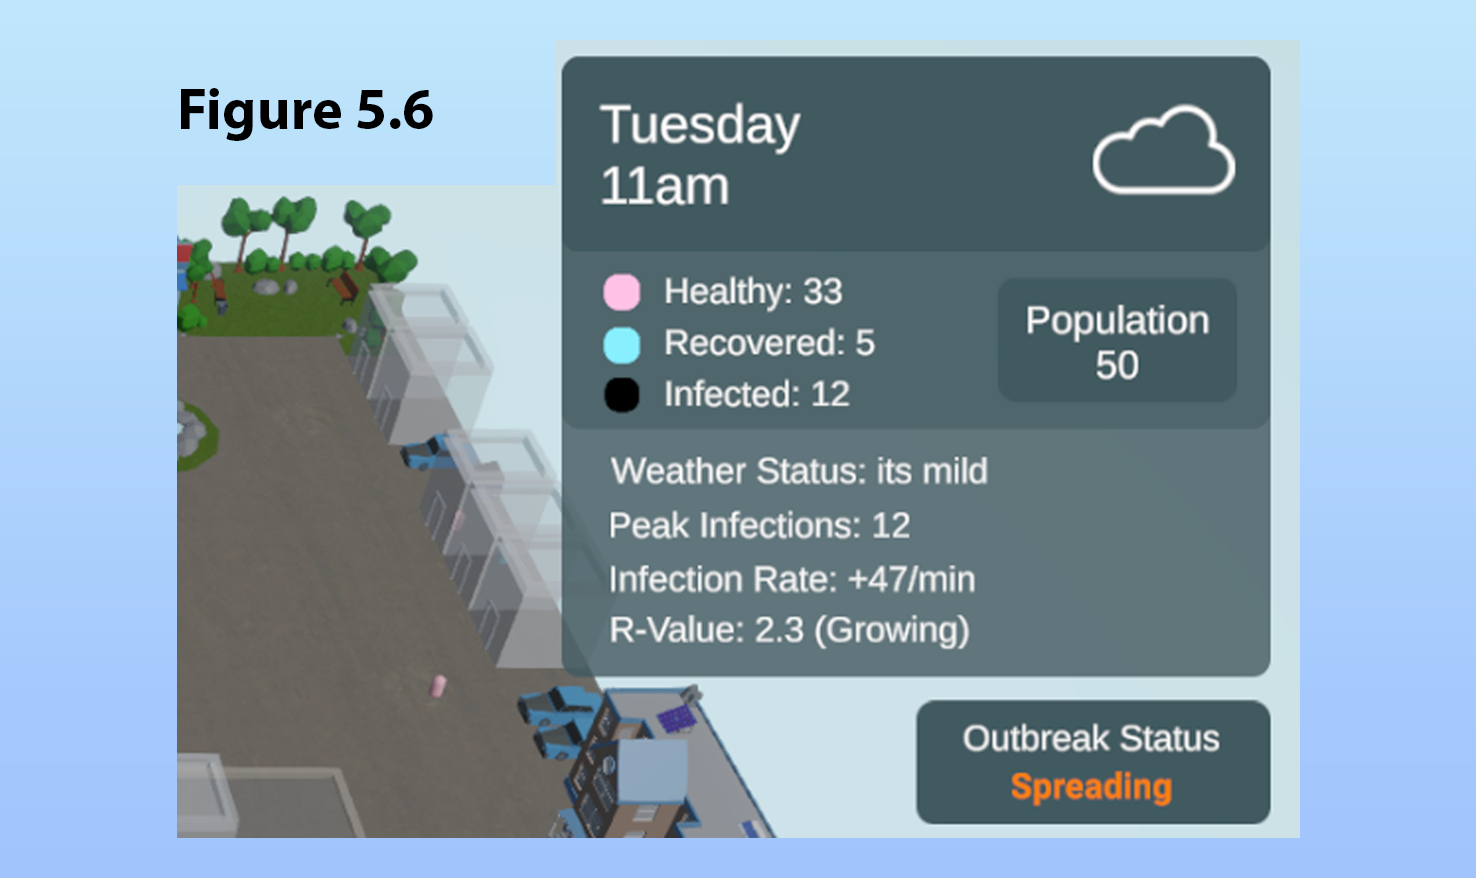 Figure 5.6
Tuesday
11am
Healthy: 33
Recovered: 5
Infected: 12
Population
50
Weather Status: its mild
Peak Infections: 12
Infection Rate: +47/min
R-Value: 2.3 (Growing)
Outbreak Status
Spreading